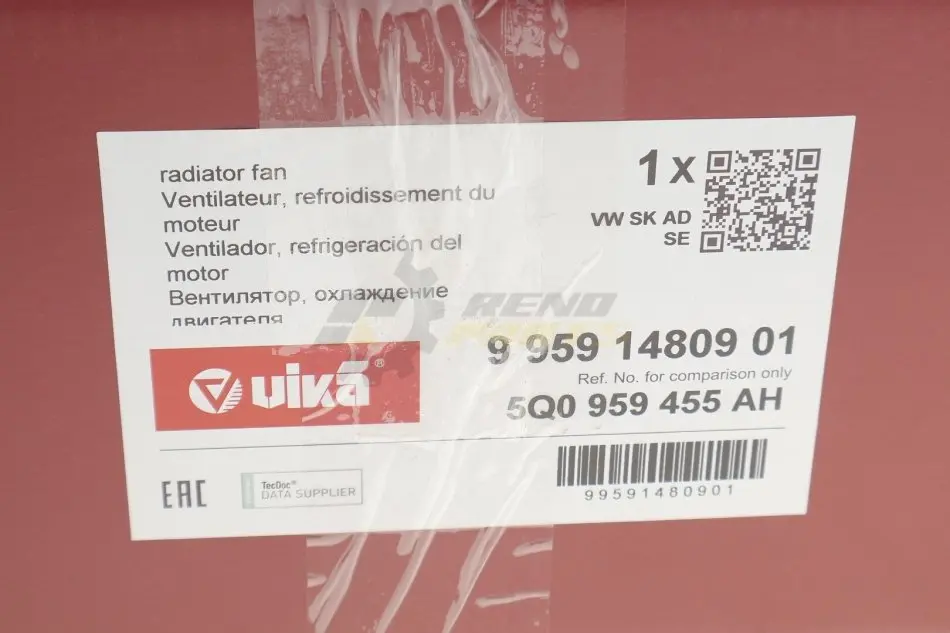 radiator fan
Ventilateur, refroidissement du
moteur
Ventilador, refrigeración del
motor
Вентилятор, охлаждение
двигателя
1 x
VW SK AD
SE
RENO
PARTS
vika®
9 959 14809 01
Ref. No. for comparison only
5Q0 959 455 AH
99591480901
EAC
TecDoc®
DATA SUPPLIER